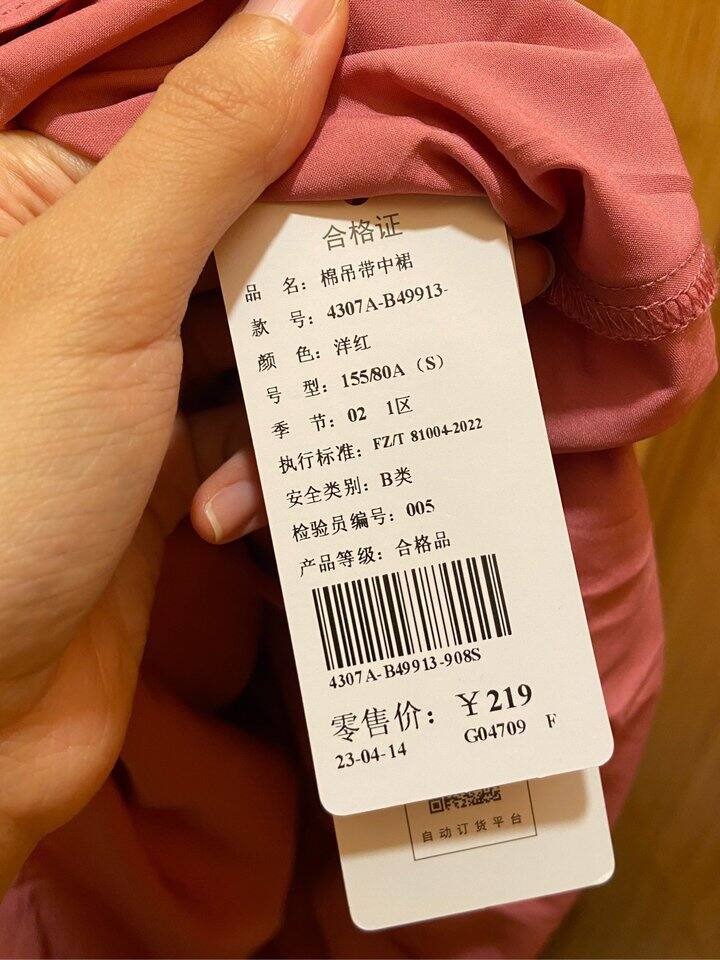 合格证
品 名：棉吊带中裙
款 号：4307A-B49913-
颜 色：洋红
号 型：155/80A（S）
季 节：02 1区
执行标准：FZ/T 81004-2022
安全类别：B类
检验员编号：005
产品等级：合格品
4307A-B49913-908S
零售价：￥219
23-04-14 G04709 F
自动订货平台